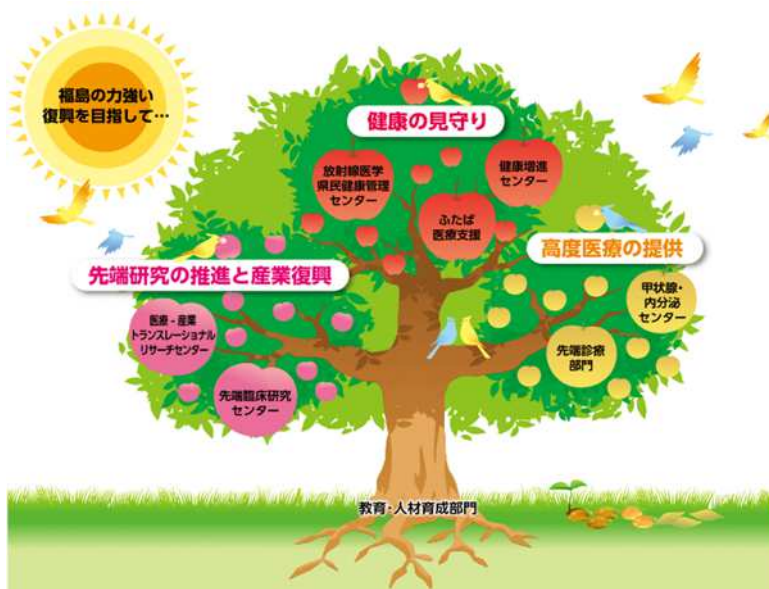 福島の力強い
復興を目指して…
健康の見守り
放射線医学
県民健康管理
センター
健康増進
センター
ふたば
医療支援
先端研究の推進と産業復興
医療-産業
トランスレーショナル
リサーチセンター
先端臨床研究
センター
高度医療の提供
甲状線・
内分泌
センター
先端診療
部門
教育・人材育成部門